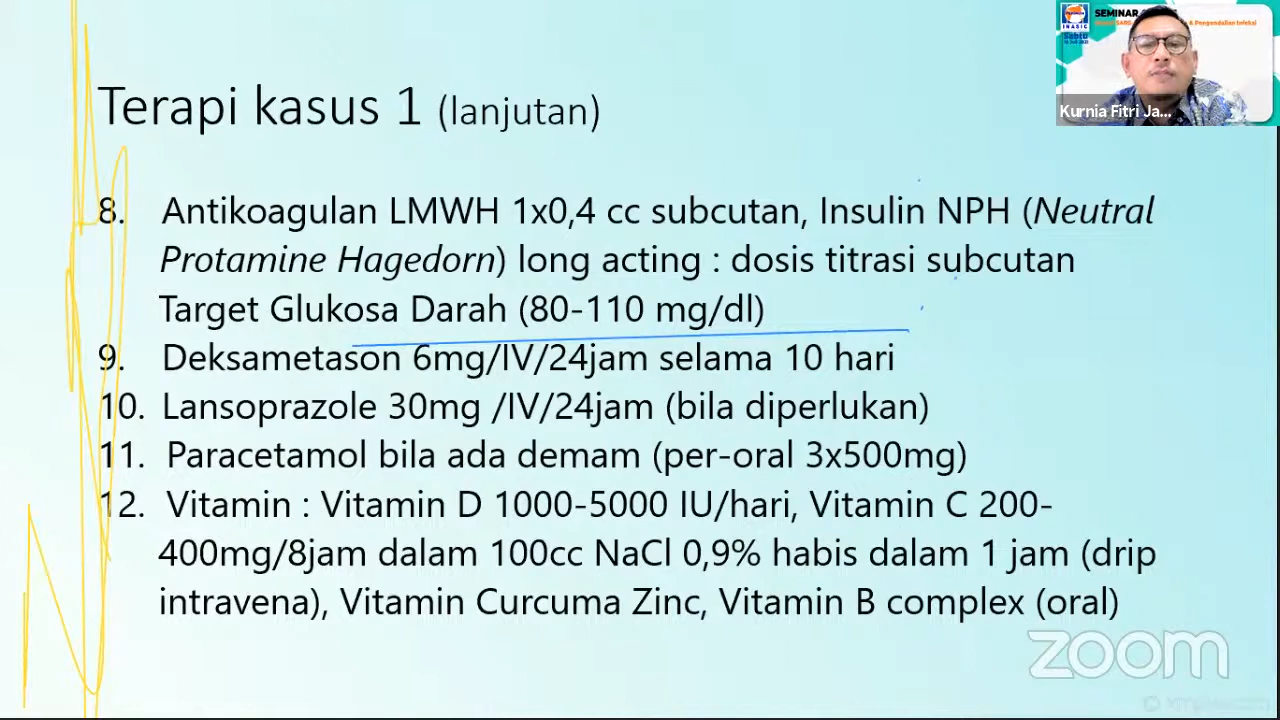 SEMINAR
& Pengendalian Infeksi
INASIC
Sabtu
Kurnia Fitri Ja...
Terapi kasus 1 (lanjutan)
8. Antikoagulan LMWH 1x0,4 cc subcutan, Insulin NPH (Neutral
Protamine Hagedorn) long acting : dosis titrasi subcutan
Target Glukosa Darah (80-110 mg/dl)
9. Deksametason 6mg/IV/24jam selama 10 hari
10. Lansoprazole 30mg /IV/24jam (bila diperlukan)
11. Paracetamol bila ada demam (per-oral 3x500mg)
12. Vitamin : Vitamin D 1000-5000 IU/hari, Vitamin C 200-
400mg/8jam dalam 100cc NaCl 0,9% habis dalam 1 jam (drip
intravena), Vitamin Curcuma Zinc, Vitamin B complex (oral)
zoom